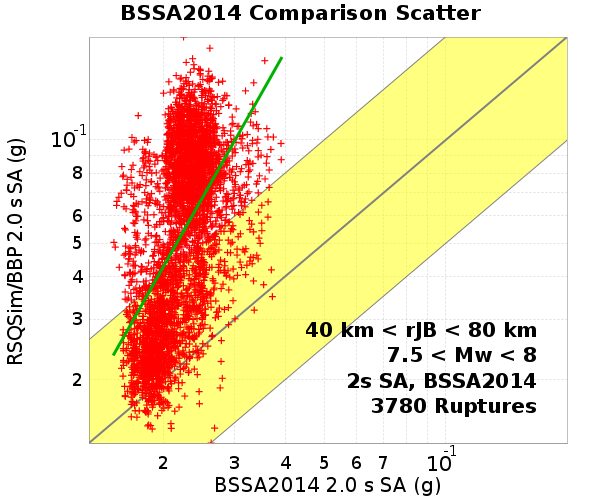 BSSA2014 Comparison Scatter
RSQSim/BBP 2.0 s SA (g)
10-1
8
6
5
4
3
2
40 km < rJB < 80 km
7.5 < Mw < 8
2s SA, BSSA2014
3780 Ruptures
2 3 4 5 6 7 10-1
BSSA2014 2.0 s SA (g)